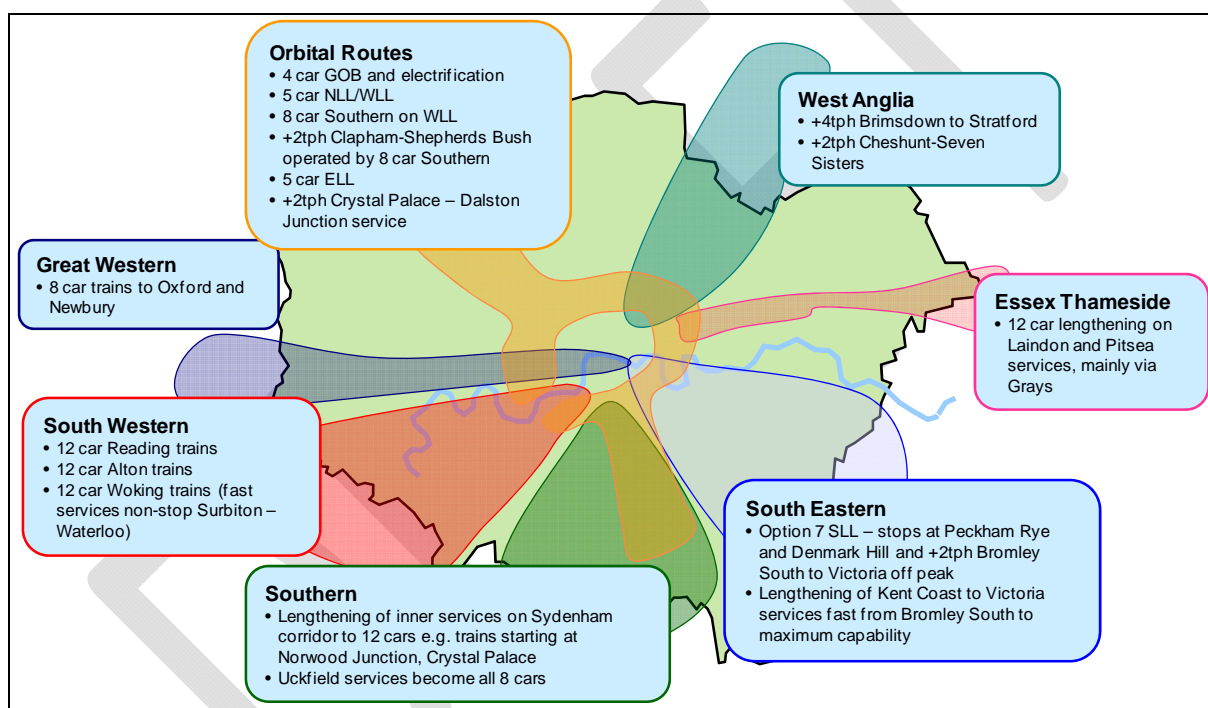 Orbital Routes
• 4 car GOB and electrification
• 5 car NLL/WLL
• 8 car Southern on WLL
• +2tph Clapham-Shepherds Bush
operated by 8 car Southern
• 5 car ELL
• +2tph Crystal Palace – Dalston
Junction service
West Anglia
• +4tph Brimsdown to Stratford
• +2tph Cheshunt-Seven
Sisters
Great Western
• 8 car trains to Oxford and
Newbury
Essex Thameside
• 12 car lengthening on
Laindon and Pitsea
services, mainly via
Grays
South Western
• 12 car Reading trains
• 12 car Alton trains
• 12 car Woking trains (fast
services non-stop Surbiton –
Waterloo)
South Eastern
• Option 7 SLL – stops at Peckham Rye
and Denmark Hill and +2tph Bromley
South to Victoria off peak
• Lengthening of Kent Coast to Victoria
services fast from Bromley South to
maximum capability
Southern
• Lengthening of inner services on Sydenham
corridor to 12 cars e.g. trains starting at
Norwood Junction, Crystal Palace
• Uckfield services become all 8 cars